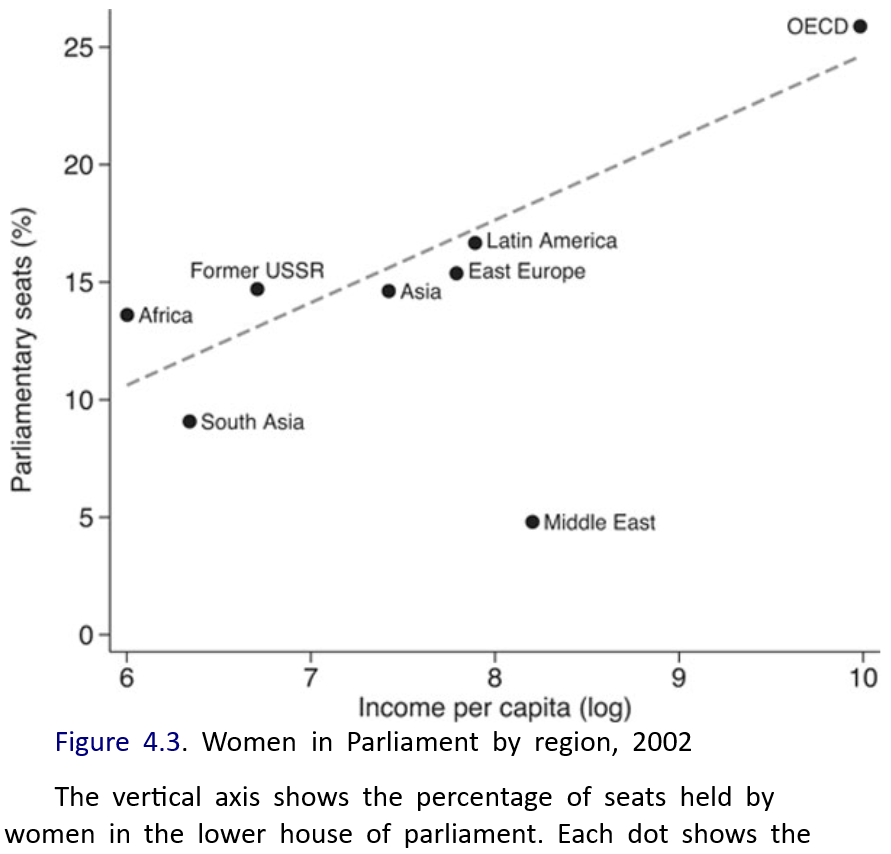 OECD
25
20
Parliamentary seats (%)
Latin America
Former USSR
East Europe
15
Asia
Africa
10
South Asia
5
Middle East
0
6 7 8 9 10
Income per capita (log)
Figure 4.3. Women in Parliament by region, 2002
The vertical axis shows the percentage of seats held by
women in the lower house of parliament. Each dot shows the